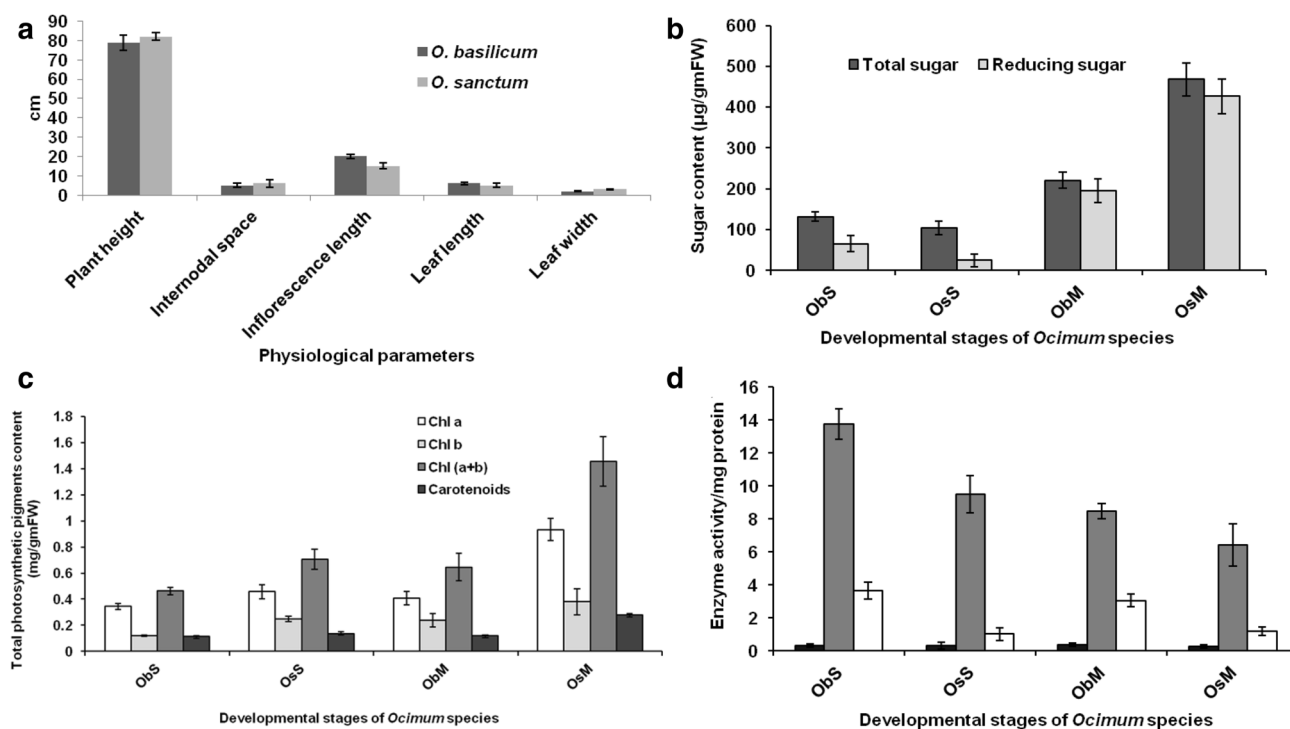 a
90
80
70
60
50
40
30
20
10
0
cm
O. basilicum
O. sanctum
Plant height
Internodal space
Inflorescence length
Leaf length
Leaf width
Physiological parameters
b
600
500
400
300
200
100
0
Sugar content (µg/gmFW)
Total sugar
Reducing sugar
ObS
OsS
ObM
OsM
Developmental stages of Ocimum species
c
1.8
1.6
1.4
1.2
1
0.8
0.6
0.4
0.2
0
Total photosynthetic pigments content
(mg/gmFW)
Chl a
Chl b
Chl (a+b)
Carotenoids
ObS
OsS
ObM
OsM
Developmental stages of Ocimum species
d
16
14
12
10
8
6
4
2
0
Enzyme activity/mg protein
ObS
OsS
ObM
OsM
Developmental stages of Ocimum species